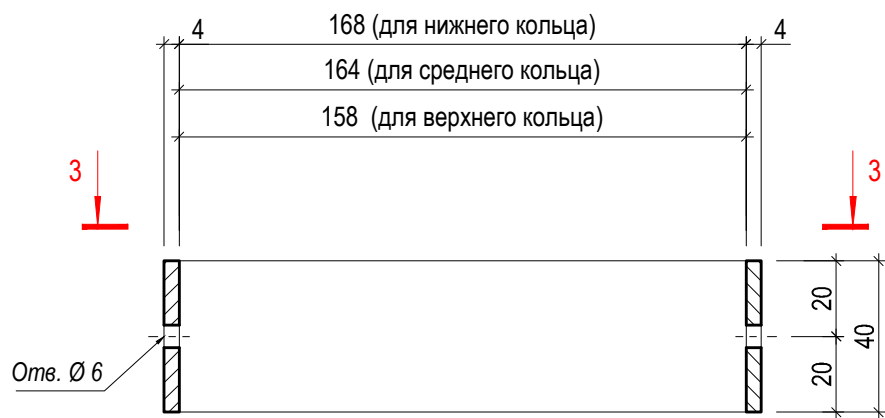 4 168 (для нижнего кольца) 4
164 (для среднего кольца)
158 (для верхнего кольца)
3 3
20
40
20
Отв. Ø 6